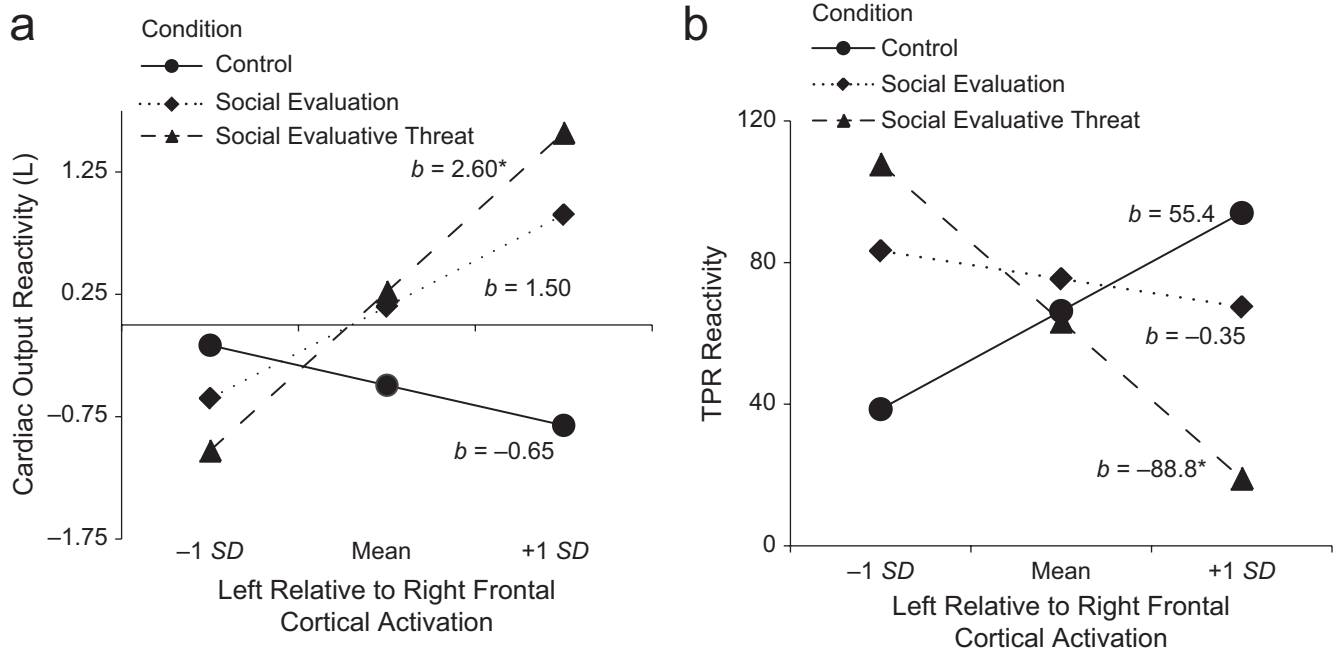 a
Condition
Control
Social Evaluation
Social Evaluative Threat
Cardiac Output Reactivity (L)
1.25
0.25
–0.75
–1.75
b = 2.60*
b = 1.50
b = –0.65
–1 SD
Mean
+1 SD
Left Relative to Right Frontal
Cortical Activation
b
Condition
Control
Social Evaluation
Social Evaluative Threat
TPR Reactivity
120
80
40
0
b = 55.4
b = –0.35
b = –88.8*
–1 SD
Mean
+1 SD
Left Relative to Right Frontal
Cortical Activation